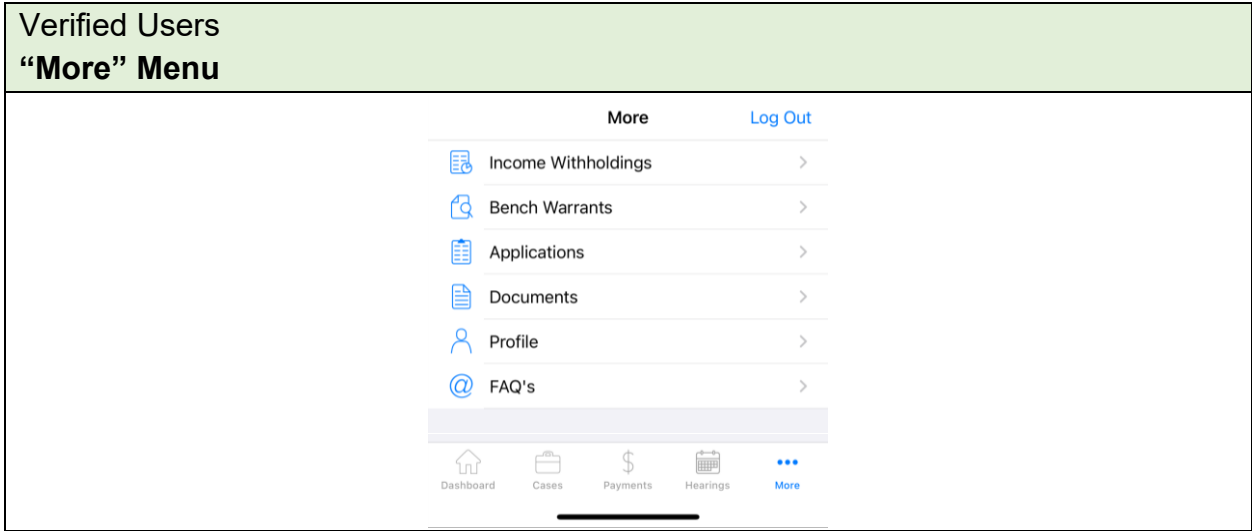 Verified Users
“More” Menu
More Log Out
Income Withholdings
Bench Warrants
Applications
Documents
Profile
FAQ's
Dashboard Cases Payments Hearings More